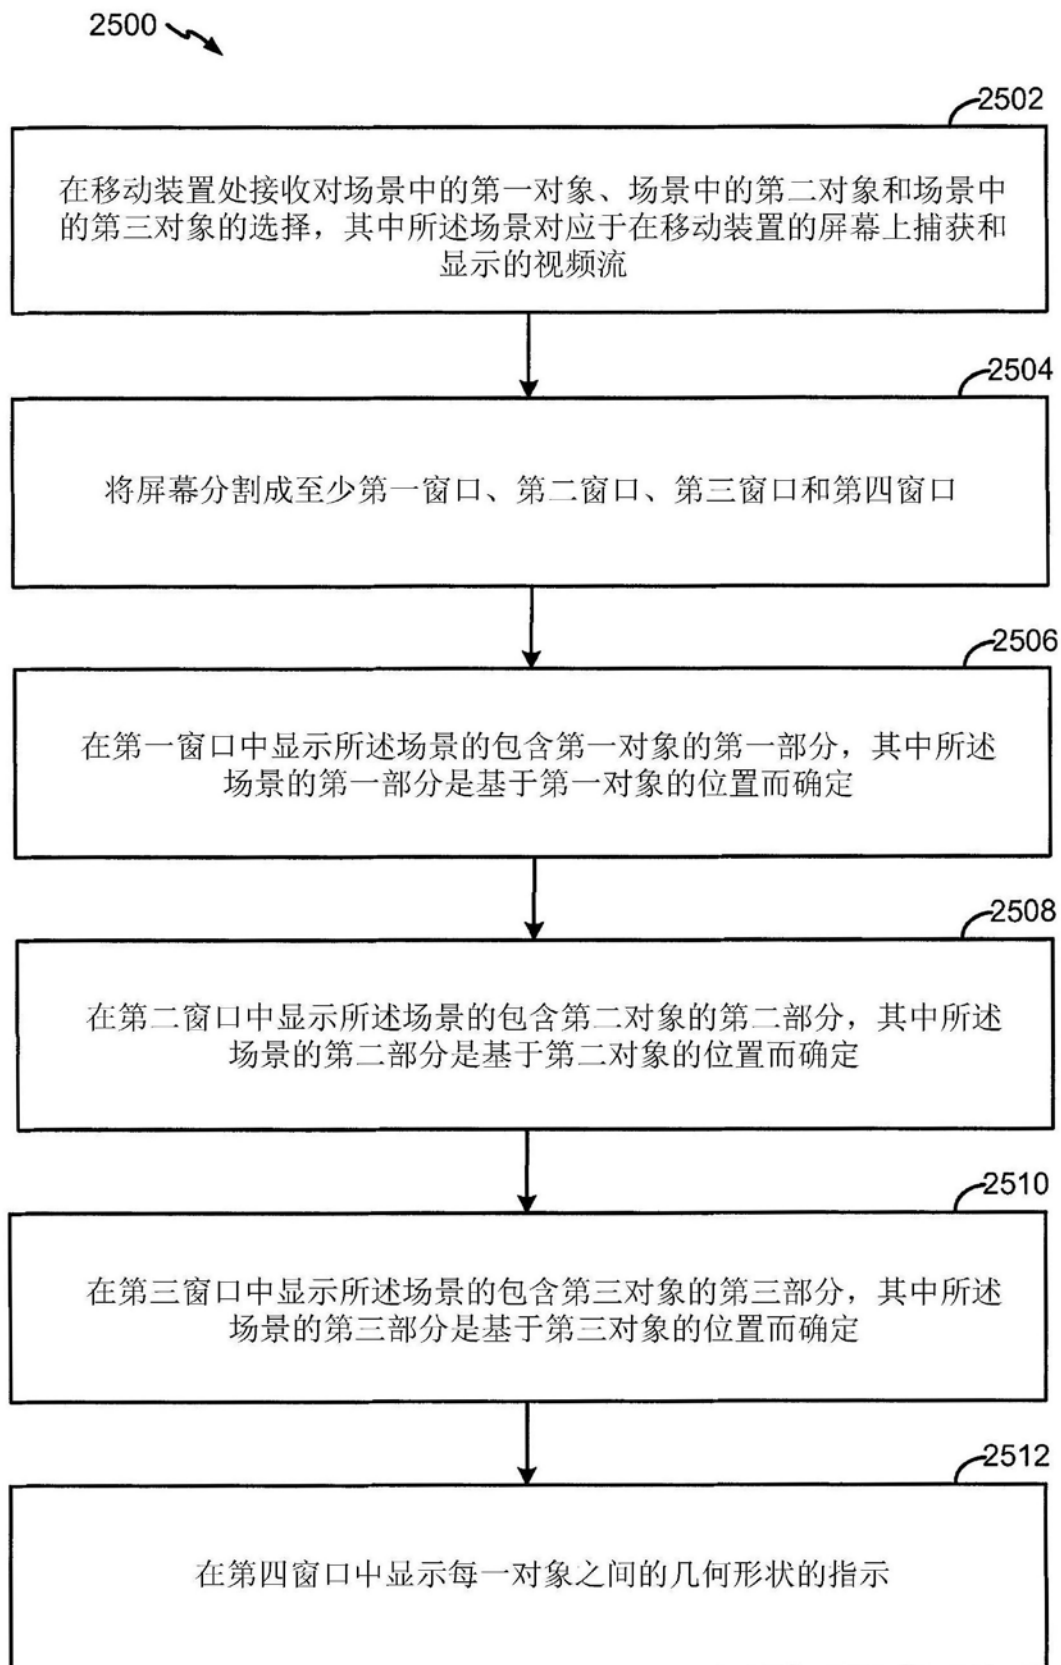 2500
2502
在移动装置处接收对场景中的第一对象、场景中的第二对象和场景中
的第三对象的选择，其中所述场景对应于在移动装置的屏幕上捕获和
显示的视频流
2504
将屏幕分割成至少第一窗口、第二窗口、第三窗口和第四窗口
2506
在第一窗口中显示所述场景的包含第一对象的第一部分，其中所述
场景的第一部分是基于第一对象的位置而确定
2508
在第二窗口中显示所述场景的包含第二对象的第二部分，其中所述
场景的第二部分是基于第二对象的位置而确定
2510
在第三窗口中显示所述场景的包含第三对象的第三部分，其中所述
场景的第三部分是基于第三对象的位置而确定
2512
在第四窗口中显示每一对象之间的几何形状的指示